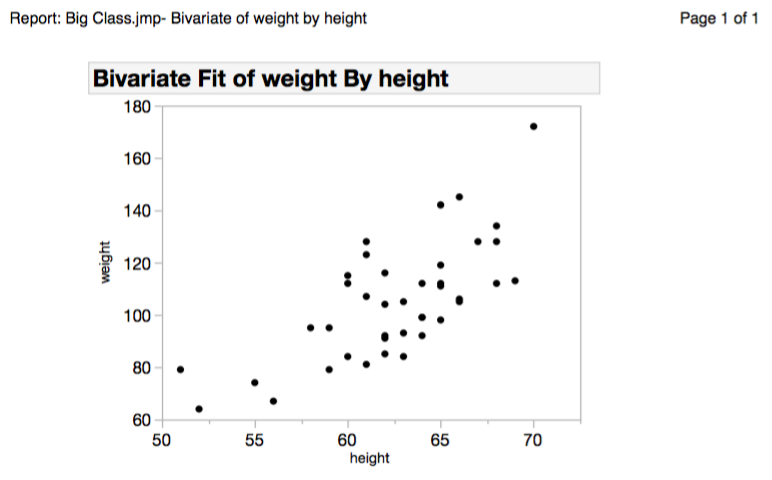 Report: Big Class.jmp- Bivariate of weight by height
Page 1 of 1
Bivariate Fit of weight By height
180
160
140
120
100
80
60
weight
50 55 60 65 70
height